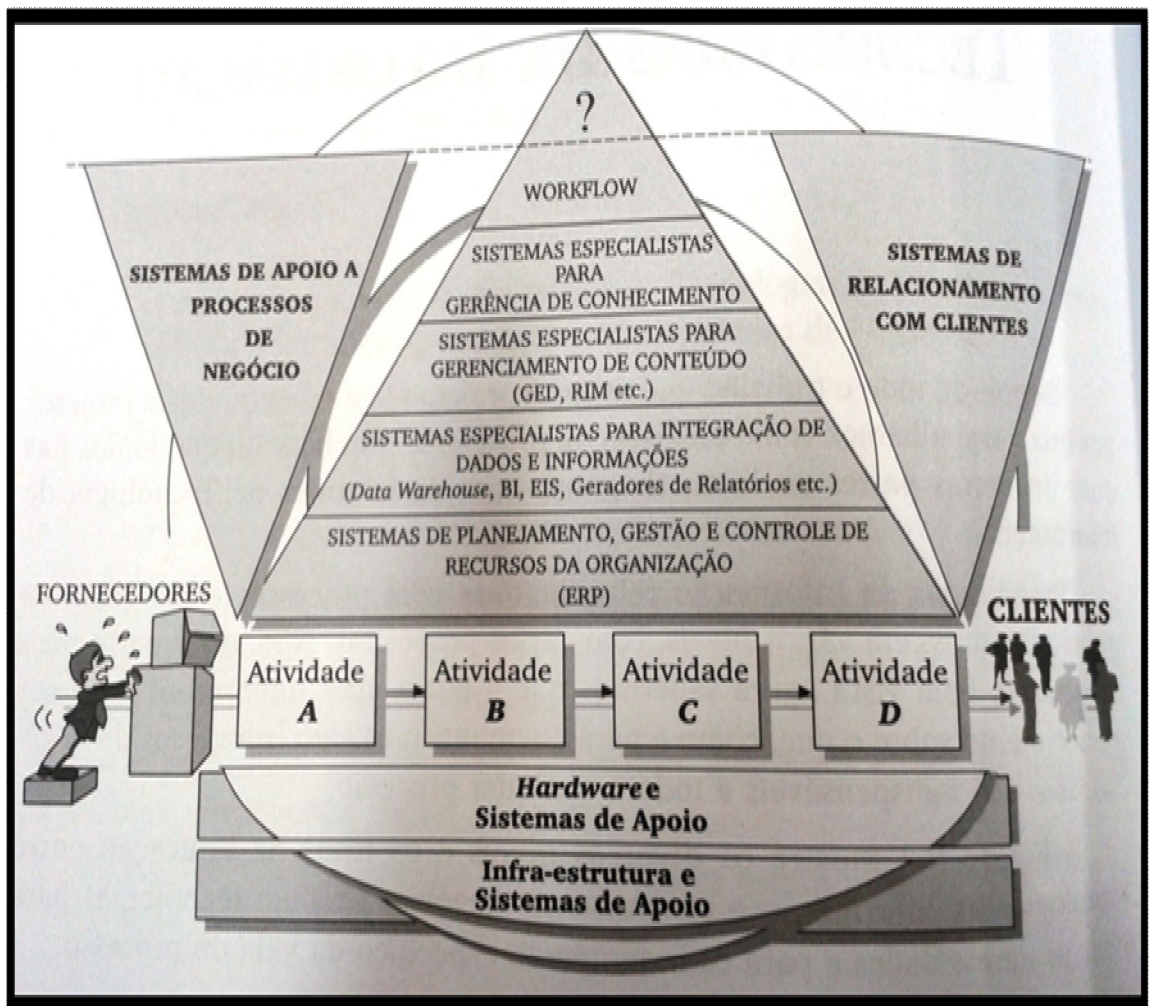 ?
WORKFLOW
SISTEMAS ESPECIALISTAS
PARA
GERÊNCIA DE CONHECIMENTO
SISTEMAS ESPECIALISTAS PARA
GERENCIAMENTO DE CONTEÚDO
(GED, RIM etc.)
SISTEMAS ESPECIALISTAS PARA INTEGRAÇÃO DE
DADOS E INFORMAÇÕES
(Data Warehouse, BI, EIS, Geradores de Relatórios etc.)
SISTEMAS DE PLANEJAMENTO, GESTÃO E CONTROLE DE
RECURSOS DA ORGANIZAÇÃO
(ERP)
SISTEMAS DE APOIO A
PROCESSOS
DE
NEGÓCIO
SISTEMAS DE
RELACIONAMENTO
COM CLIENTES
FORNECEDORES
CLIENTES
Atividade
A
Atividade
B
Atividade
C
Atividade
D
Hardware e
Sistemas de Apoio
Infra-estrutura e
Sistemas de Apoio